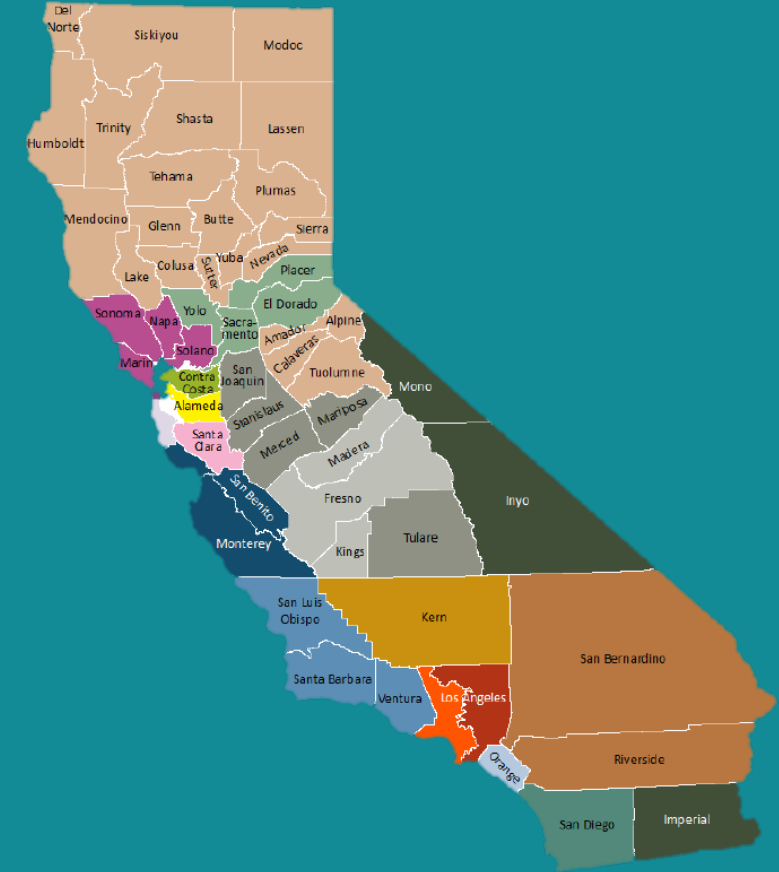 Del
Norte
Siskiyou
Modoc
Humboldt
Trinity
Shasta
Lassen
Tehama
Plumas
Mendocino
Glenn
Butte
Sierra
Lake
Colusa
Sutter
Yuba
Nevada
Placer
Sonoma
Napa
Yolo
Sacra-
mento
El Dorado
Solano
Marin
Amador
Alpine
Calaveras
Tuolumne
Contra
Costa
San
Joaquin
Mono
Alameda
Stanislaus
Mariposa
Santa
Clara
Merced
Madera
San Benito
Fresno
Inyo
Monterey
Kings
Tulare
San Luis
Obispo
Kern
San Bernardino
Santa Barbara
Ventura
Los Angeles
Orange
Riverside
San Diego
Imperial